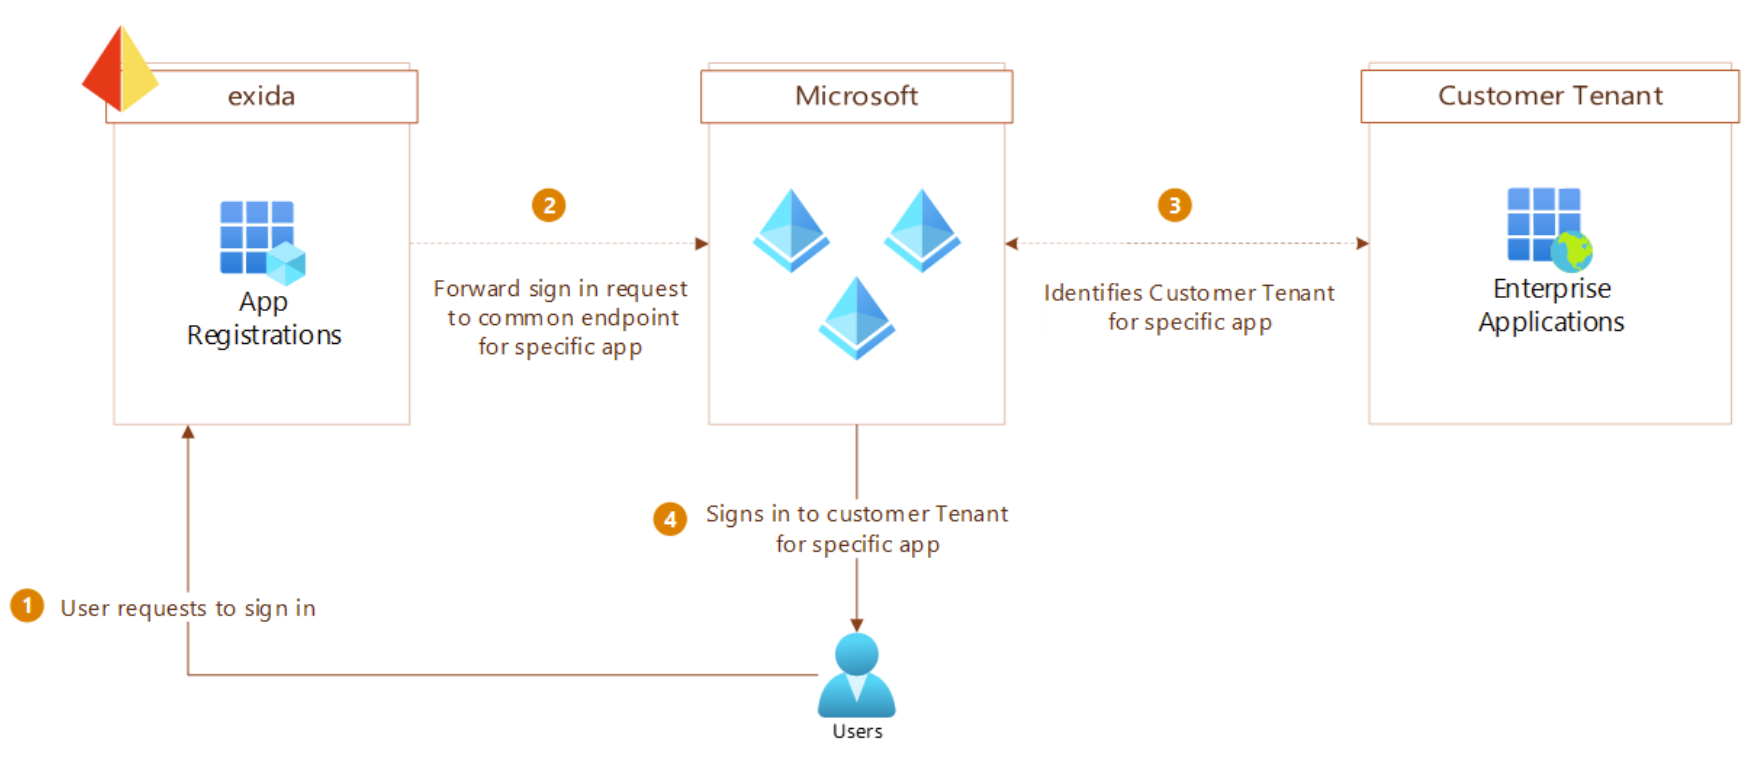 exida
Microsoft
Customer Tenant
App
Registrations
2
Forward sign in request
to common endpoint
for specific app
3
Identifies Customer Tenant
for specific app
Enterprise
Applications
4
Signs in to customer Tenant
for specific app
1
User requests to sign in
Users